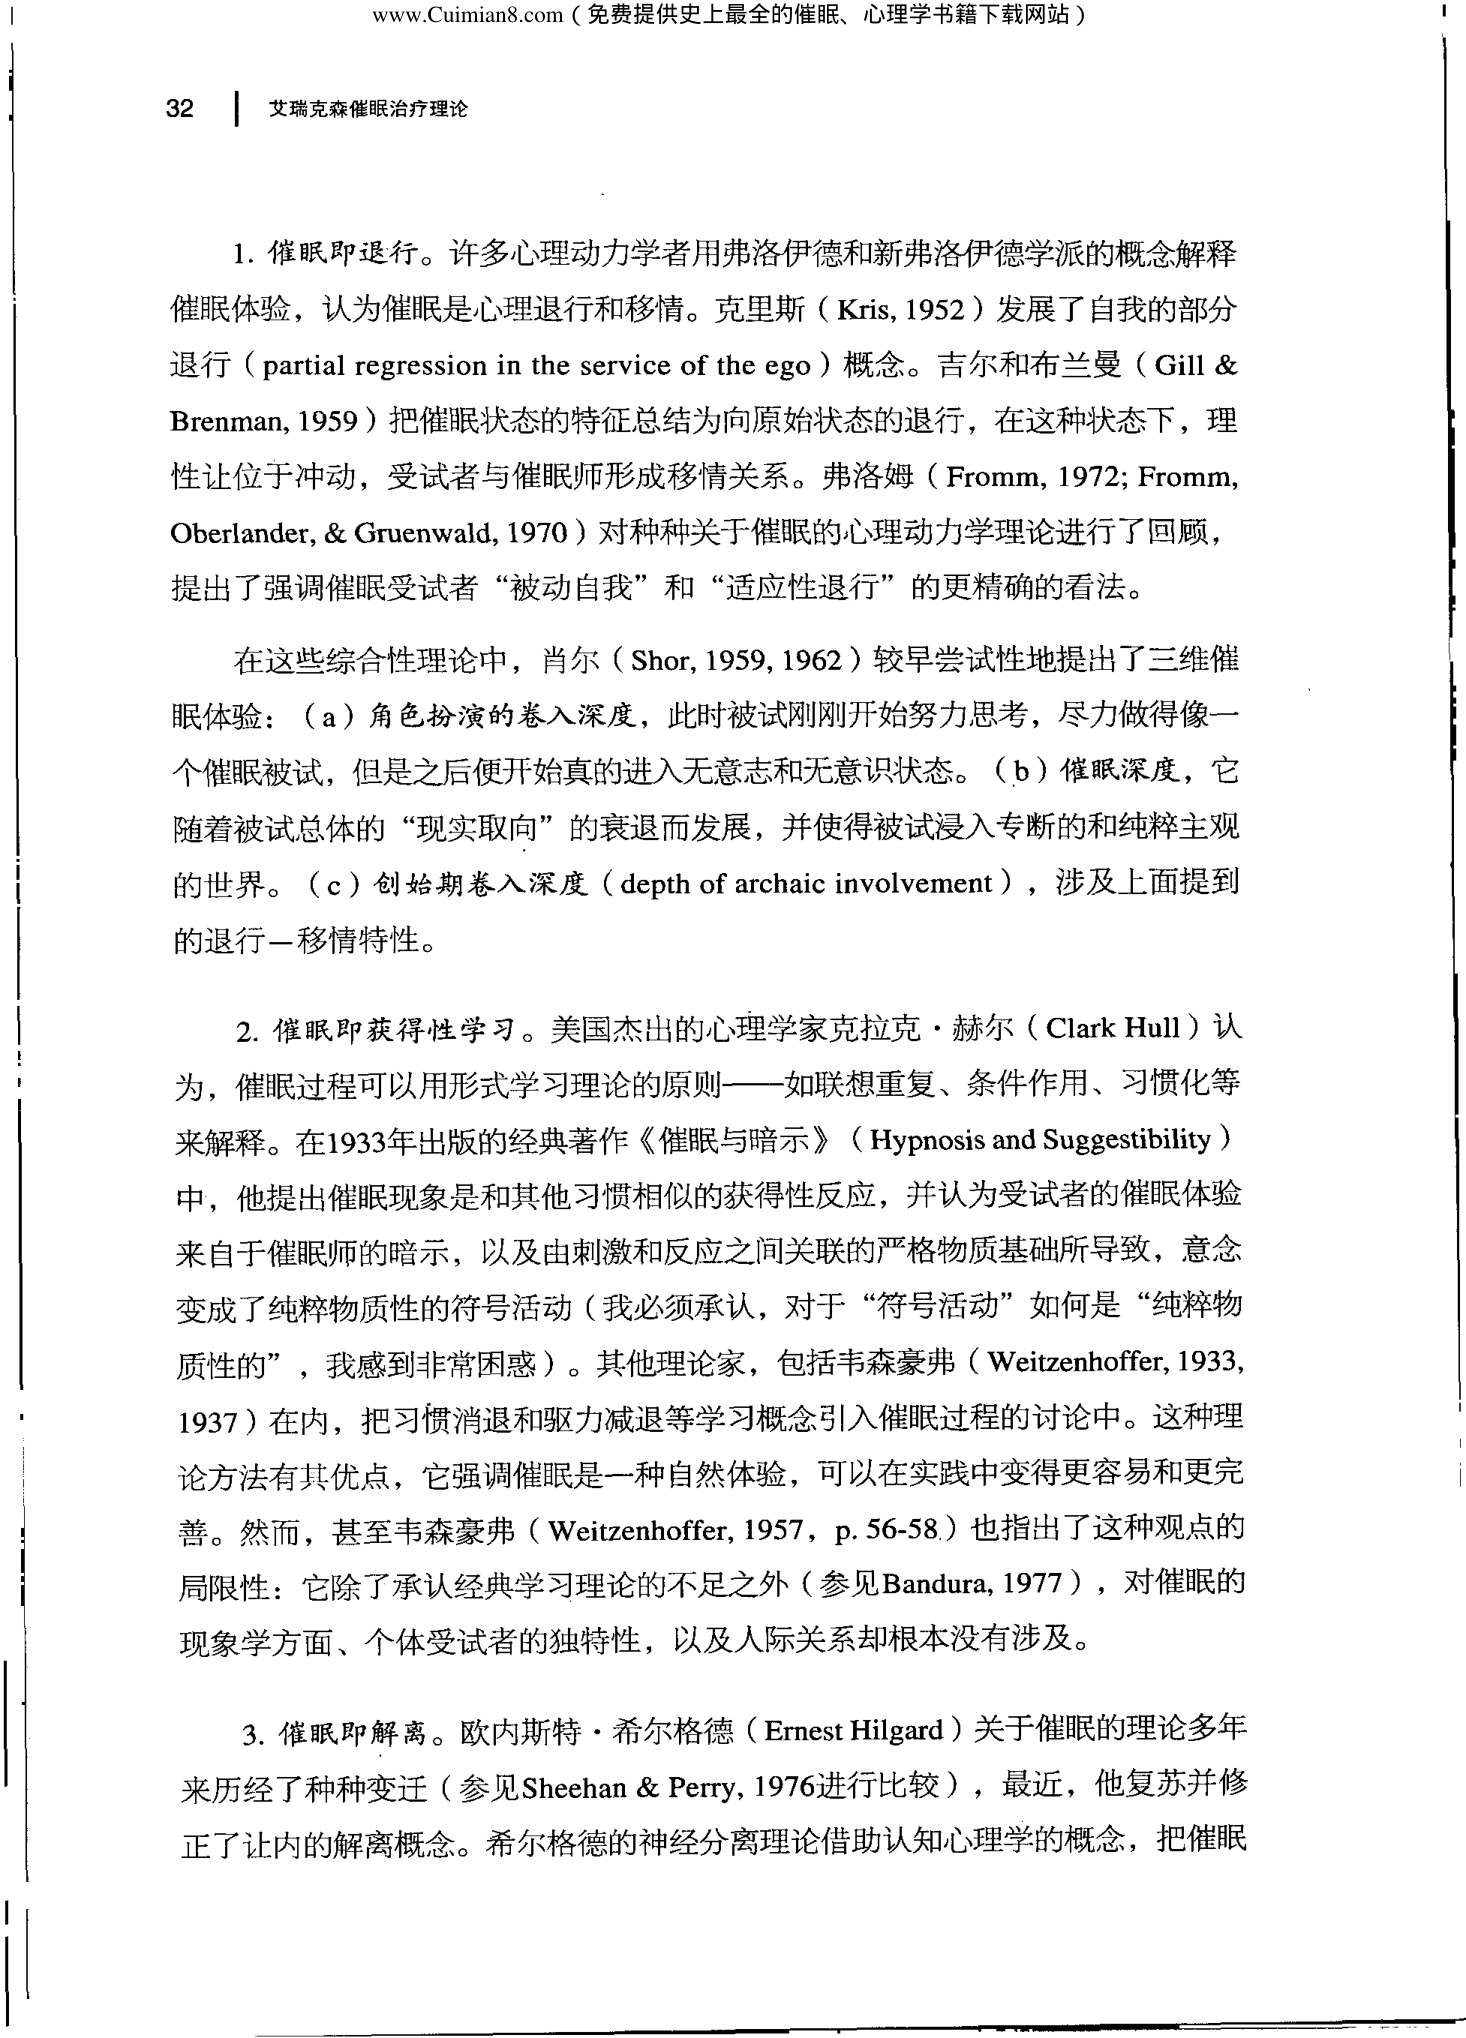 www.Cuimian8.com（免费提供史上最全的催眠、心理学书籍下载网站）
32 艾瑞克森催眠治疗理论
1. 催眠即退行。许多心理动力学者用弗洛伊德和新弗洛伊德学派的概念解释
催眠体验，认为催眠是心理退行和移情。克里斯（Kris, 1952）发展了自我的部分
退行（partial regression in the service of the ego）概念。吉尔和布兰曼（Gill &
Brenman, 1959）把催眠状态的特征总结为向原始状态的退行，在这种状态下，理
性让位于冲动，受试者与催眠师形成移情关系。弗洛姆（Fromm, 1972; Fromm,
Oberlander, & Gruenwald, 1970）对种种关于催眠的心理动力学理论进行了回顾，
提出了强调催眠受试者“被动自我”和“适应性退行”的更精确的看法。
在这些综合性理论中，肖尔（Shor, 1959, 1962）较早尝试性地提出了三维催
眠体验：（a）角色扮演的卷入深度，此时被试刚刚开始努力思考，尽力做得像一
个催眠被试，但是之后便开始真的进入无意志和无意识状态。（b）催眠深度，它
随着被试总体的“现实取向”的衰退而发展，并使得被试浸入专断的和纯粹主观
的世界。（c）创始期卷入深度（depth of archaic involvement），涉及上面提到
的退行—移情特性。
2. 催眠即获得性学习。美国杰出的心理学家克拉克·赫尔（Clark Hull）认
为，催眠过程可以用形式学习理论的原则——如联想重复、条件作用、习惯化等
来解释。在1933年出版的经典著作《催眠与暗示》（Hypnosis and Suggestibility）
中，他提出催眠现象是和其他习惯相似的获得性反应，并认为受试者的催眠体验
来自于催眠师的暗示，以及由刺激和反应之间关联的严格物质基础所导致，意念
变成了纯粹物质性的符号活动（我必须承认，对于“符号活动”如何是“纯粹物
质性的”，我感到非常困惑）。其他理论家，包括韦森豪弗（Weitzenhoffer, 1933,
1937）在内，把习惯消退和驱力减退等学习概念引入催眠过程的讨论中。这种理
论方法有其优点，它强调催眠是一种自然体验，可以在实践中变得更容易和更完
善。然而，甚至韦森豪弗（Weitzenhoffer, 1957，p. 56-58.）也指出了这种观点的
局限性：它除了承认经典学习理论的不足之外（参见Bandura, 1977），对催眠的
现象学方面、个体受试者的独特性，以及人际关系却根本没有涉及。
3. 催眠即解离。欧内斯特·希尔格德（Ernest Hilgard）关于催眠的理论多年
来历经了种种变迁（参见Sheehan & Perry, 1976进行比较），最近，他复苏并修
正了让内的解离概念。希尔格德的神经分离理论借助认知心理学的概念，把催眠